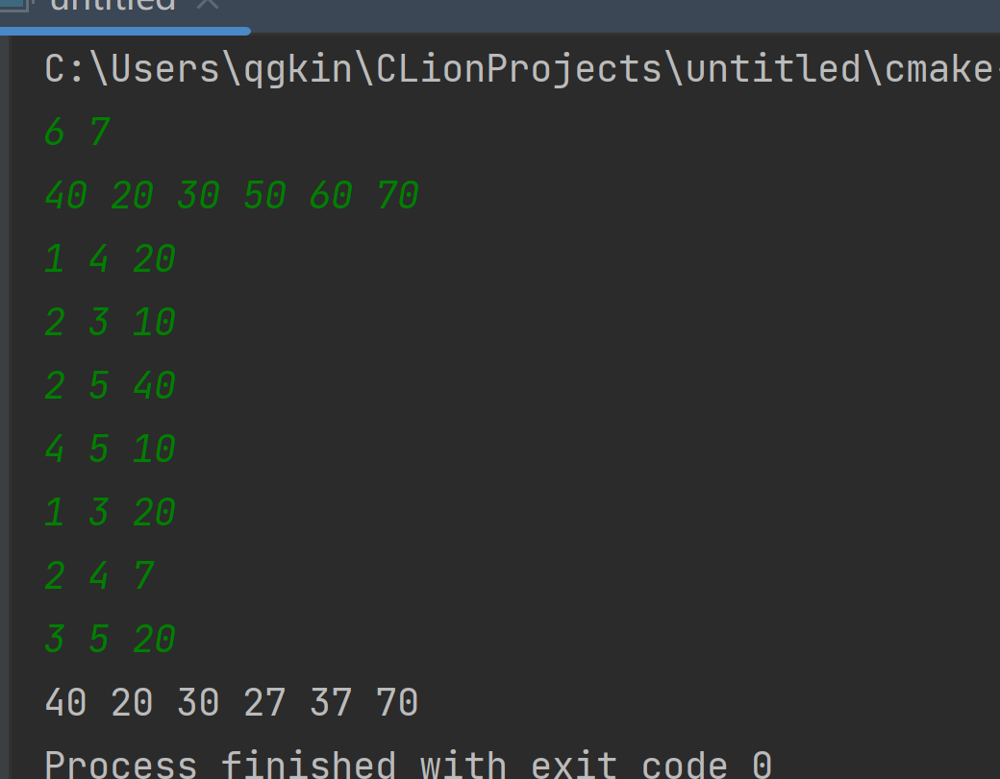 untitled
C:\Users\qgkin\CLionProjects\untitled\cmake-
6 7
40 20 30 50 60 70
1 4 20
2 3 10
2 5 40
4 5 10
1 3 20
2 4 7
3 5 20
40 20 30 27 37 70
Process finished with exit code 0